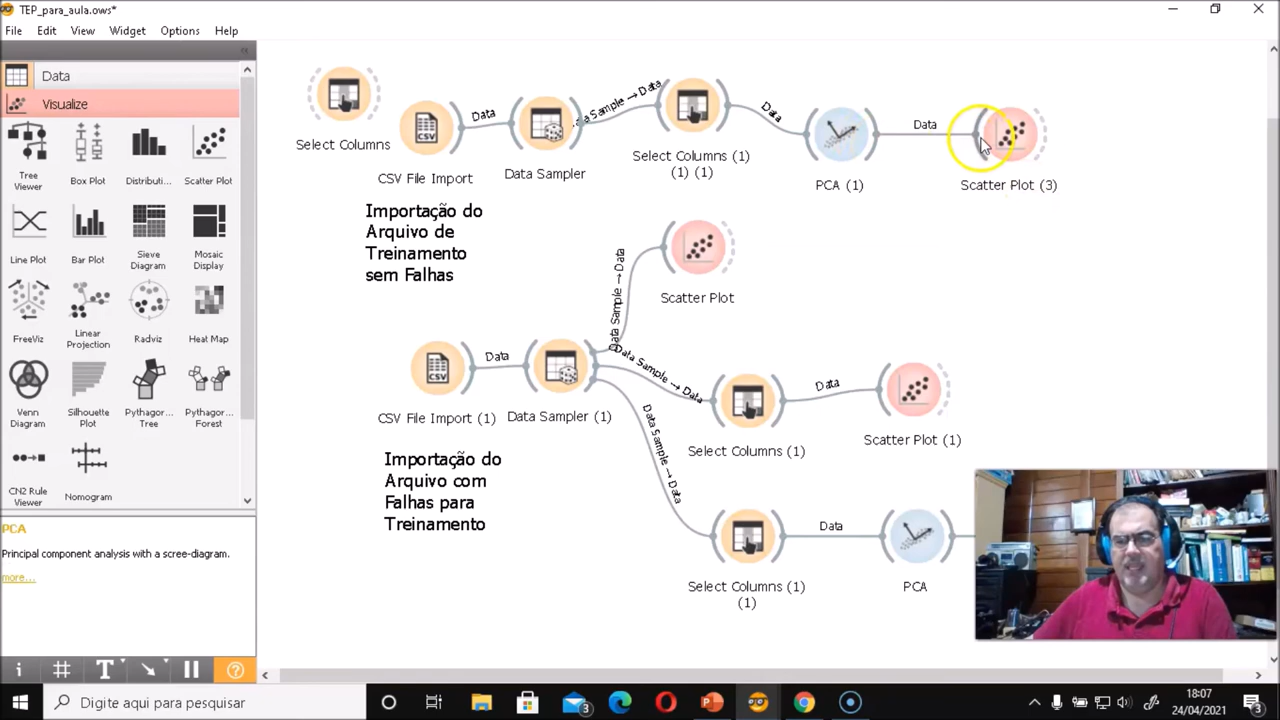 TEP_para_aula.ows*
File Edit View Widget Options Help
Data
Visualize
Tree Viewer
Box Plot
Distributi...
Scatter Plot
Line Plot
Bar Plot
Sieve Diagram
Mosaic Display
FreeViz
Linear Projection
Radviz
Heat Map
Venn Diagram
Silhouette Plot
Pythagor... Tree
Pythagor... Forest
CN2 Rule Viewer
Nomogram
PCA
Principal component analysis with a scree-diagram.
more...
Select Columns
CSV File Import
Data
Data Sampler
Data Sample → Data
Select Columns (1)
(1) (1)
Data
PCA (1)
Data
Scatter Plot (3)
Importação do
Arquivo de
Treinamento
sem Falhas
Data Sample → Data
Scatter Plot
CSV File Import (1)
Data
Data Sampler (1)
Data Sample → Data
Select Columns (1)
Data
Scatter Plot (1)
Importação do
Arquivo com
Falhas para
Treinamento
Data Sample → Data
Select Columns (1)
(1)
Data
PCA
Digite aqui para pesquisar
3
18:07
24/04/2021
3